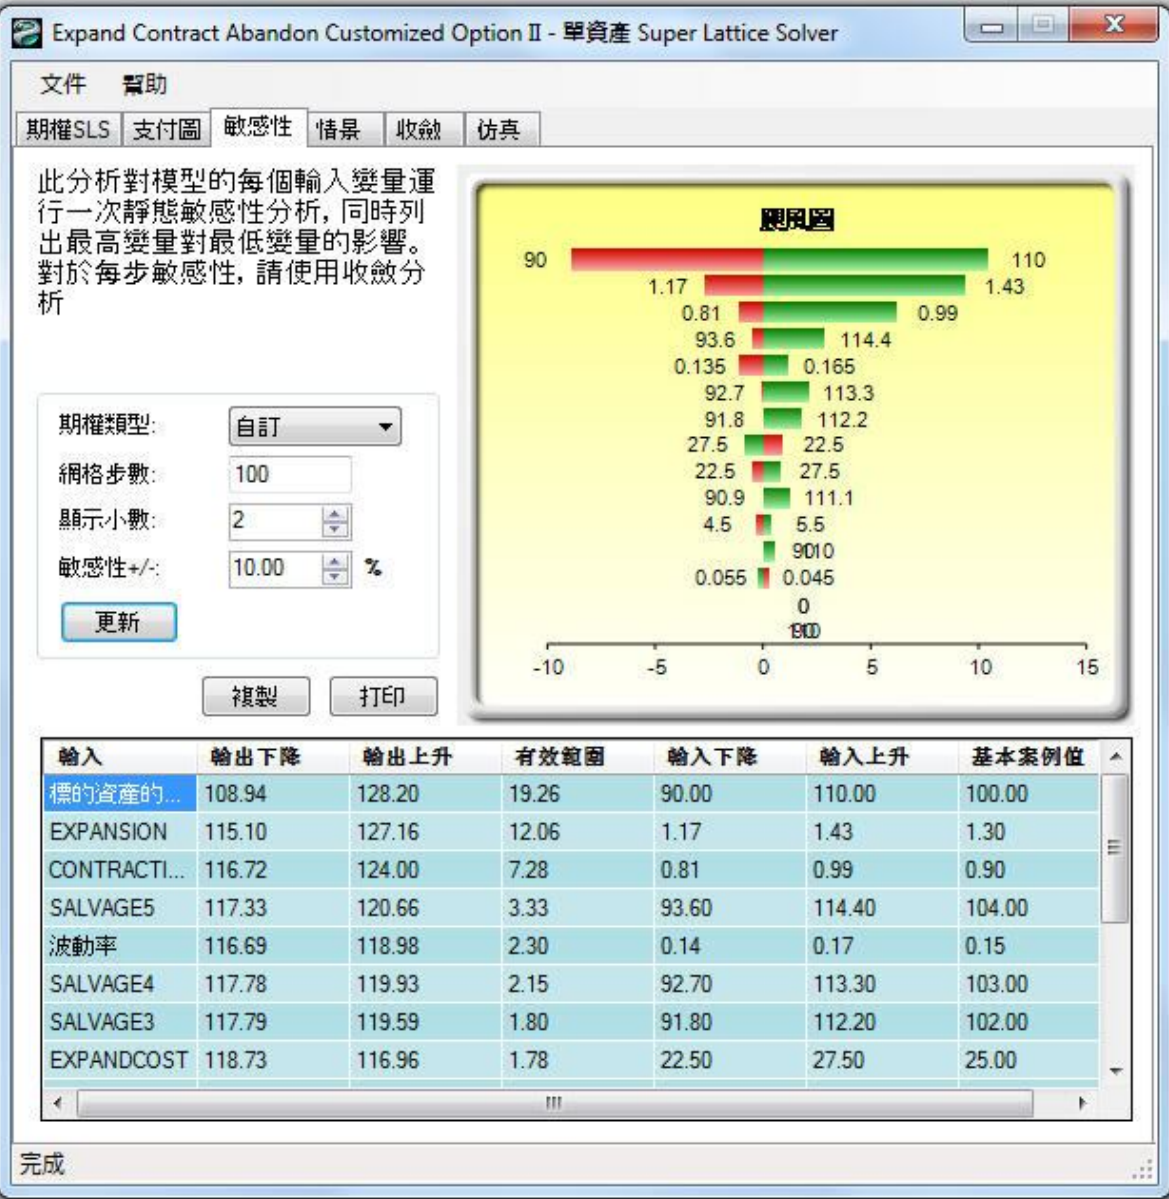 Expand Contract Abandon Customized Option II - 單資產 Super Lattice Solver
文件 幫助
期權SLS 支付圖 敏感性 情景 收斂 仿真
此分析對模型的每個輸入變量運
行一次靜態敏感性分析, 同時列
出最高變量對最低變量的影響。
對於每步敏感性, 請使用收斂分
析
期權類型: 自訂
網格步數: 100
顯示小數: 2
敏感性+/-: 10.00 %
更新
複製 打印
颶風圖
90 110
1.17 1.43
0.81 0.99
93.6 114.4
0.135 0.165
92.7 113.3
91.8 112.2
27.5 22.5
22.5 27.5
90.9 111.1
4.5 5.5
0.055 0.045
0
-10 -5 0 5 10 15
輸入 輸出下降 輸出上升 有效範圍 輸入下降 輸入上升 基本案例值
標的資產的... 108.94 128.20 19.26 90.00 110.00 100.00
EXPANSION 115.10 127.16 12.06 1.17 1.43 1.30
CONTRACTI... 116.72 124.00 7.28 0.81 0.99 0.90
SALVAGE5 117.33 120.66 3.33 93.60 114.40 104.00
波動率 116.69 118.98 2.30 0.14 0.17 0.15
SALVAGE4 117.78 119.93 2.15 92.70 113.30 103.00
SALVAGE3 117.79 119.59 1.80 91.80 112.20 102.00
EXPANDCOST 118.73 116.96 1.78 22.50 27.50 25.00
完成